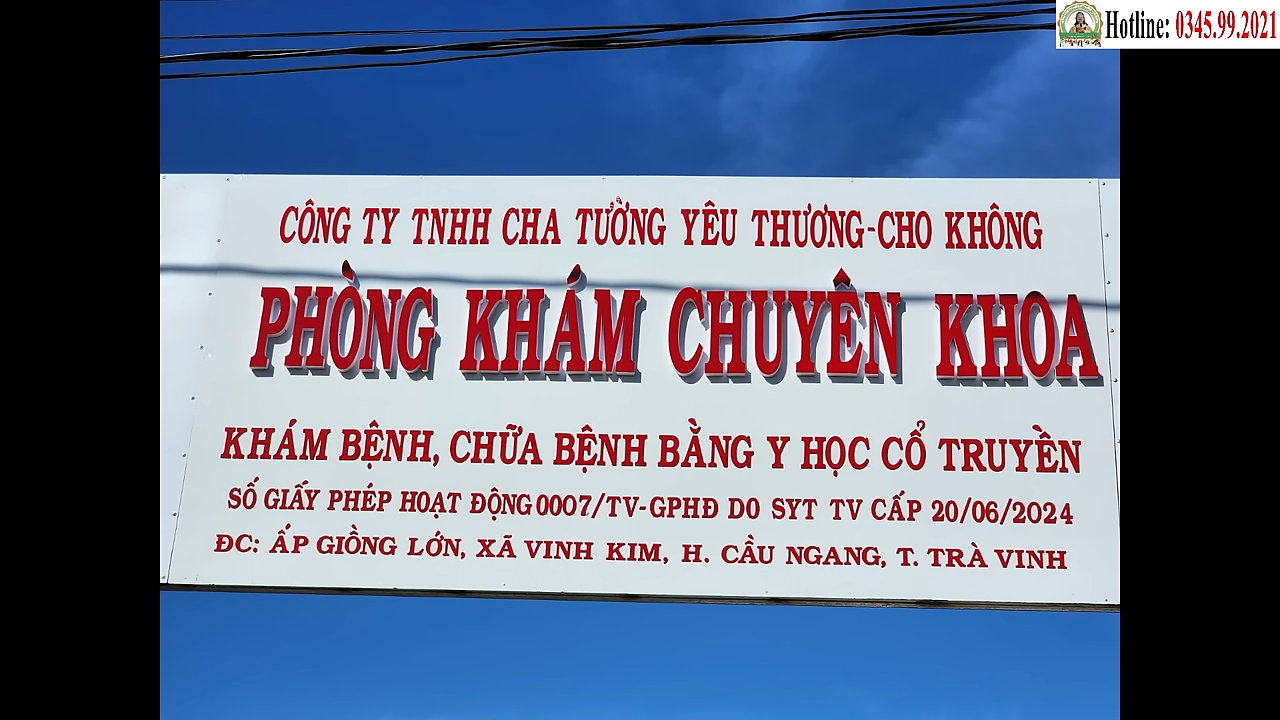 Hotline: 0345.99.2021
CÔNG TY TNHH CHA TƯỜNG YÊU THƯƠNG-CHO KHÔNG
PHÒNG KHÁM CHUYÊN KHOA
KHÁM BỆNH, CHỮA BỆNH BẰNG Y HỌC CỔ TRUYỀN
SỐ GIẤY PHÉP HOẠT ĐỘNG 0007/TV-GPHĐ DO SYT TV CẤP 20/06/2024
ĐC: ẤP GIỒNG LỚN, XÃ VINH KIM, H. CẦU NGANG, T. TRÀ VINH